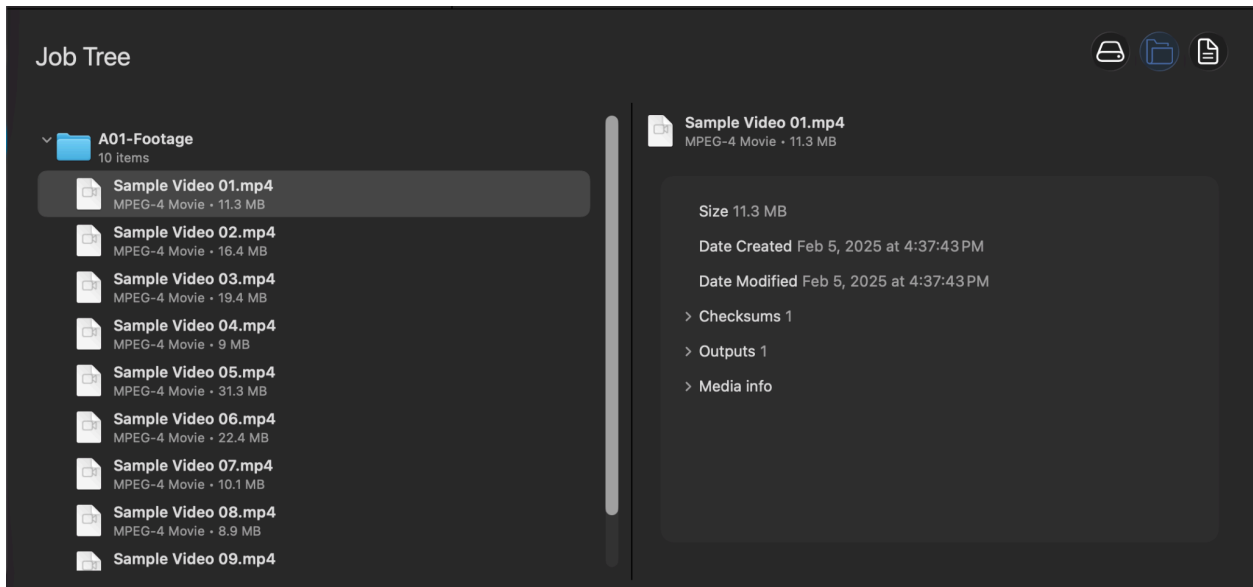 Job Tree
A01-Footage
10 items
Sample Video 01.mp4
MPEG-4 Movie • 11.3 MB
Sample Video 02.mp4
MPEG-4 Movie • 16.4 MB
Sample Video 03.mp4
MPEG-4 Movie • 19.4 MB
Sample Video 04.mp4
MPEG-4 Movie • 9 MB
Sample Video 05.mp4
MPEG-4 Movie • 31.3 MB
Sample Video 06.mp4
MPEG-4 Movie • 22.4 MB
Sample Video 07.mp4
MPEG-4 Movie • 10.1 MB
Sample Video 08.mp4
MPEG-4 Movie • 8.9 MB
Sample Video 09.mp4
Sample Video 01.mp4
MPEG-4 Movie • 11.3 MB
Size 11.3 MB
Date Created Feb 5, 2025 at 4:37:43 PM
Date Modified Feb 5, 2025 at 4:37:43 PM
Checksums 1
Outputs 1
Media info